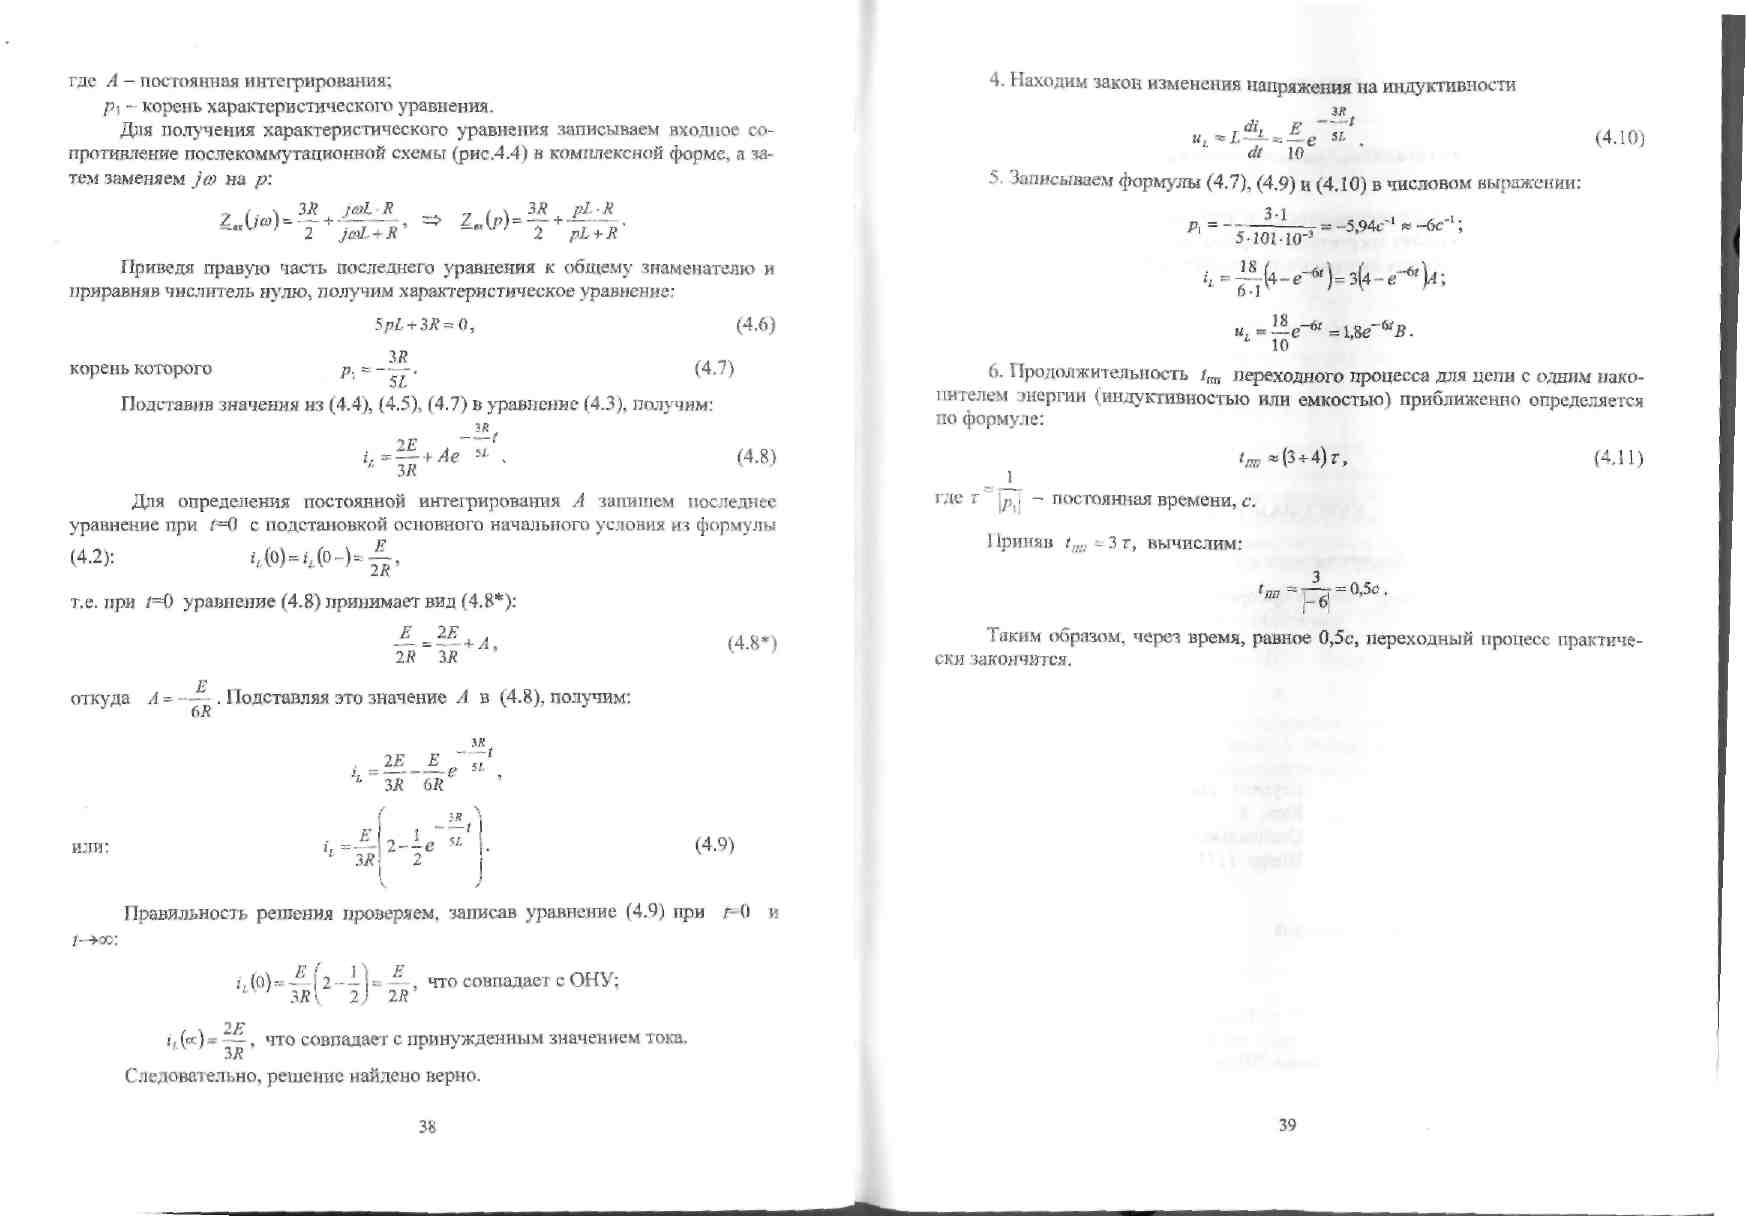 где A – постоянная интегрирования;
p₁ – корень характеристического уравнения.
Для получения характеристического уравнения записываем входное со-
противление послекоммутационной схемы (рис.4.4) в комплексной форме, а за-
тем заменяем jω на p:
Z_вх(jω) = 3R/2 + jωL·R/(jωL + R), ⇒ Z_вх(p) = 3R/2 + pL·R/(pL + R).
Приведя правую часть последнего уравнения к общему знаменателю и
приравняв числитель нулю, получим характеристическое уравнение:
5pL + 3R = 0, (4.6)
корень которого p₁ = -3R/5L. (4.7)
Подставив значения из (4.4), (4.5), (4.7) в уравнение (4.3), получим:
i_L = 2E/3R + Ae^(-(3R/5L)t). (4.8)
Для определения постоянной интегрирования A запишем последнее
уравнение при t=0 с подстановкой основного начального условия из формулы
(4.2): i_L(0) = i_L(0-) = E/2R,
т.е. при t=0 уравнение (4.8) принимает вид (4.8*):
E/2R = 2E/3R + A, (4.8*)
откуда A = -E/6R. Подставляя это значение A в (4.8), получим:
i_L = 2E/3R - E/6R e^(-(3R/5L)t),
или: i_L = E/3R (2 - 1/2 e^(-(3R/5L)t)). (4.9)
Правильность решения проверяем, записав уравнение (4.9) при t=0 и
t→∞:
i_L(0) = E/3R (2 - 1/2) = E/2R, что совпадает с ОНУ;
i_L(∞) = 2E/3R, что совпадает с принужденным значением тока.
Следовательно, решение найдено верно.
38
4. Находим закон изменения напряжения на индуктивности
u_L = L di_L/dt = E/10 e^(-(3R/5L)t). (4.10)
5. Записываем формулы (4.7), (4.9) и (4.10) в числовом выражении:
p₁ = -3·1/(5·101·10⁻³) = -5,94c⁻¹ ≈ -6c⁻¹;
i_L = 18/(6·1) (4 - e^(-6t)) = 3(4 - e^(-6t))A;
u_L = 18/10 e^(-6t) = 1,8e^(-6t) B.
6. Продолжительность t_пп переходного процесса для цепи с одним нако-
пителем энергии (индуктивностью или емкостью) приближенно определяется
по формуле:
t_ПП ≈ (3÷4)τ, (4.11)
где τ = 1/|p₁| – постоянная времени, с.
Приняв t_ПП = 3τ, вычислим:
t_ПП = 3/|-6| = 0,5c.
Таким образом, через время, равное 0,5с, переходный процесс практиче-
ски закончится.
39